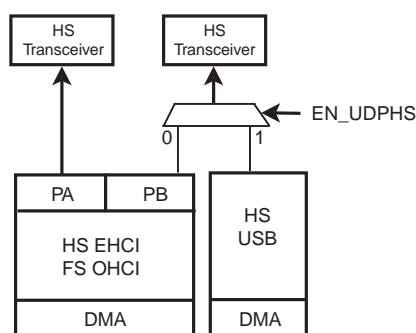 HS
Transceiver
HS
Transceiver
EN_UDPHS
0
1
PA
PB
HS EHCI
FS OHCI
HS
USB
DMA
DMA